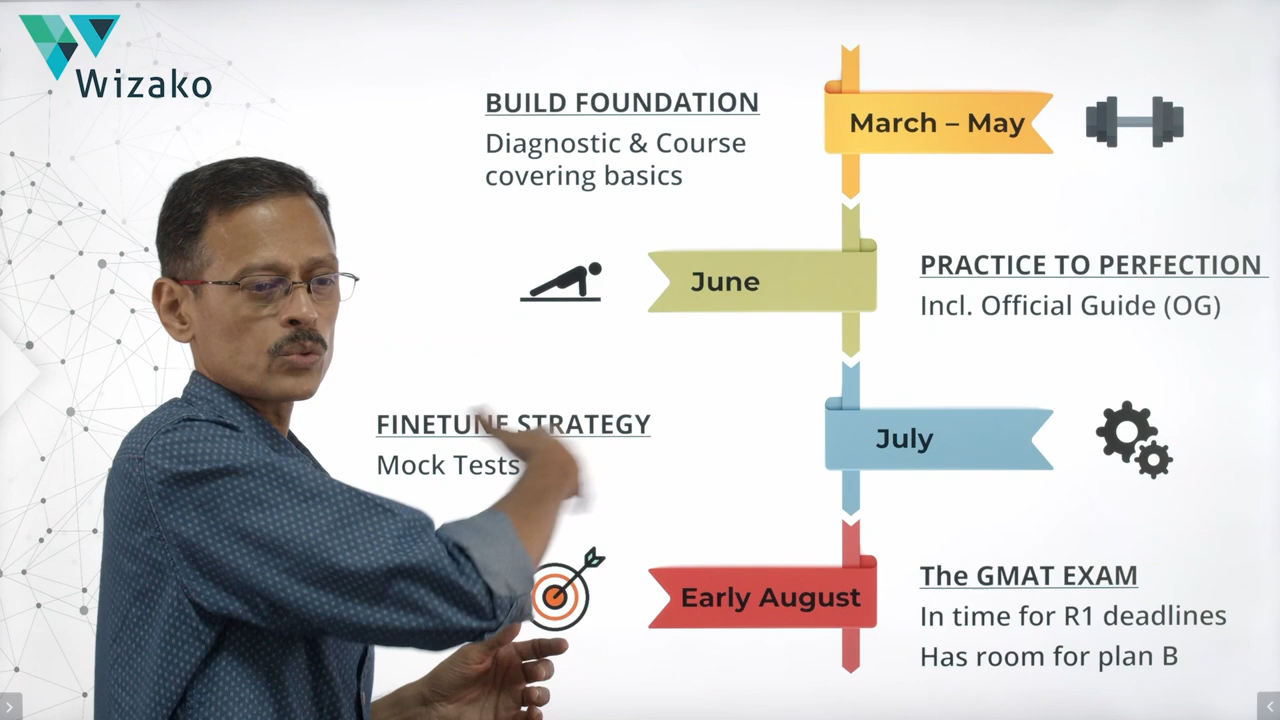 Wizako
BUILD FOUNDATION
Diagnostic & Course
covering basics
March – May
June
PRACTICE TO PERFECTION
Incl. Official Guide (OG)
FINETUNE STRATEGY
Mock Tests
July
Early August
The GMAT EXAM
In time for R1 deadlines
Has room for plan B